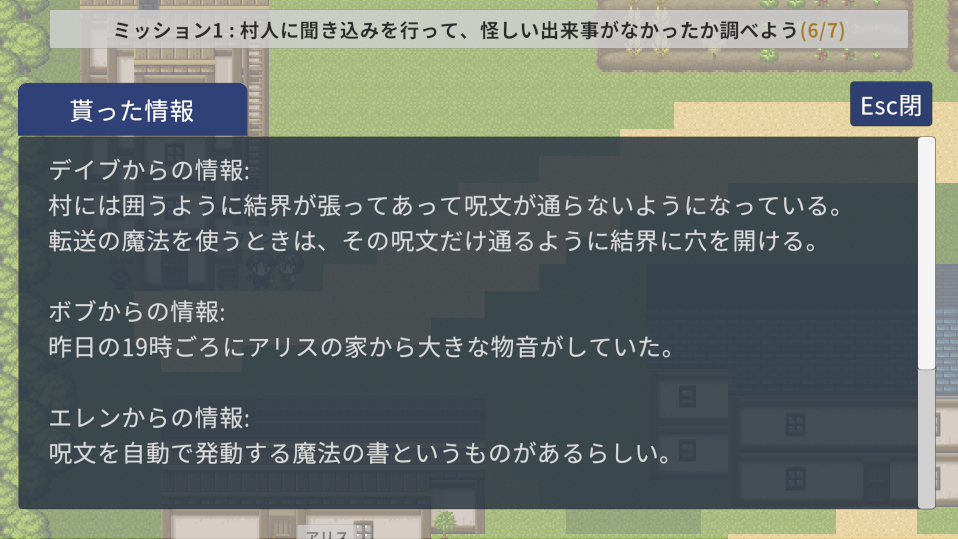 ミッション1 : 村人に聞き込みを行って、怪しい出来事がなかったか調べよう(6/7)
貰った情報
Esc閉
デイブからの情報:
村には囲うように結界が張ってあって呪文が通らないようになっている。
転送の魔法を使うときは、その呪文だけ通るように結界に穴を開ける。
ボブからの情報:
昨日の19時ごろにアリスの家から大きな物音がしていた。
エレンからの情報:
呪文を自動で発動する魔法の書というものがあるらしい。
アリス